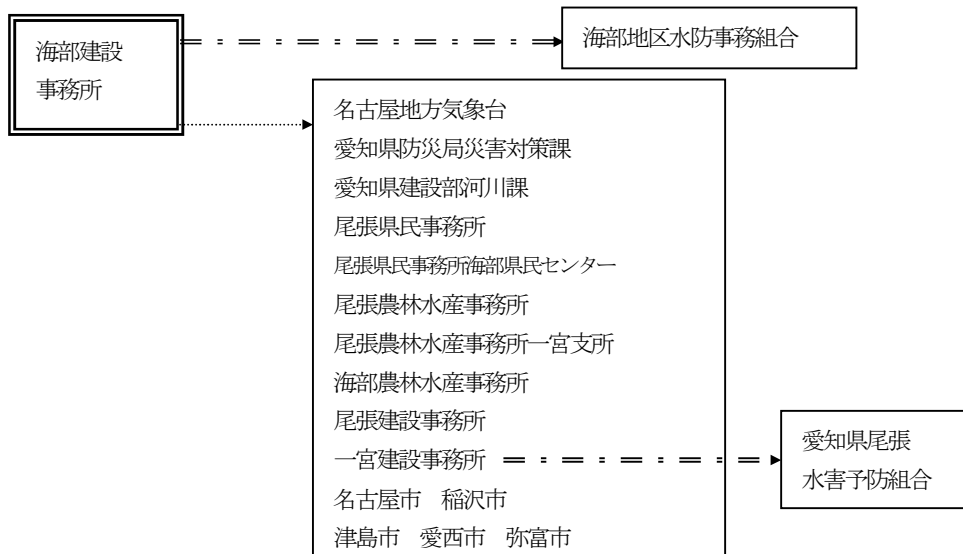 海部建設
事務所
海部地区水防事務組合
名古屋地方気象台
愛知県防災局災害対策課
愛知県建設部河川課
尾張県民事務所
尾張県民事務所海部県民センター
尾張農林水産事務所
尾張農林水産事務所一宮支所
海部農林水産事務所
尾張建設事務所
一宮建設事務所
愛知県尾張
水害予防組合
名古屋市　稲沢市
津島市　愛西市　弥富市